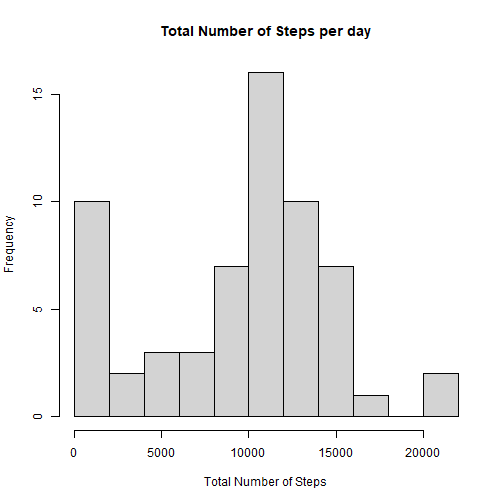 Total Number of Steps per day
15
10
5
0
Frequency
0 5000 10000 15000 20000
Total Number of Steps